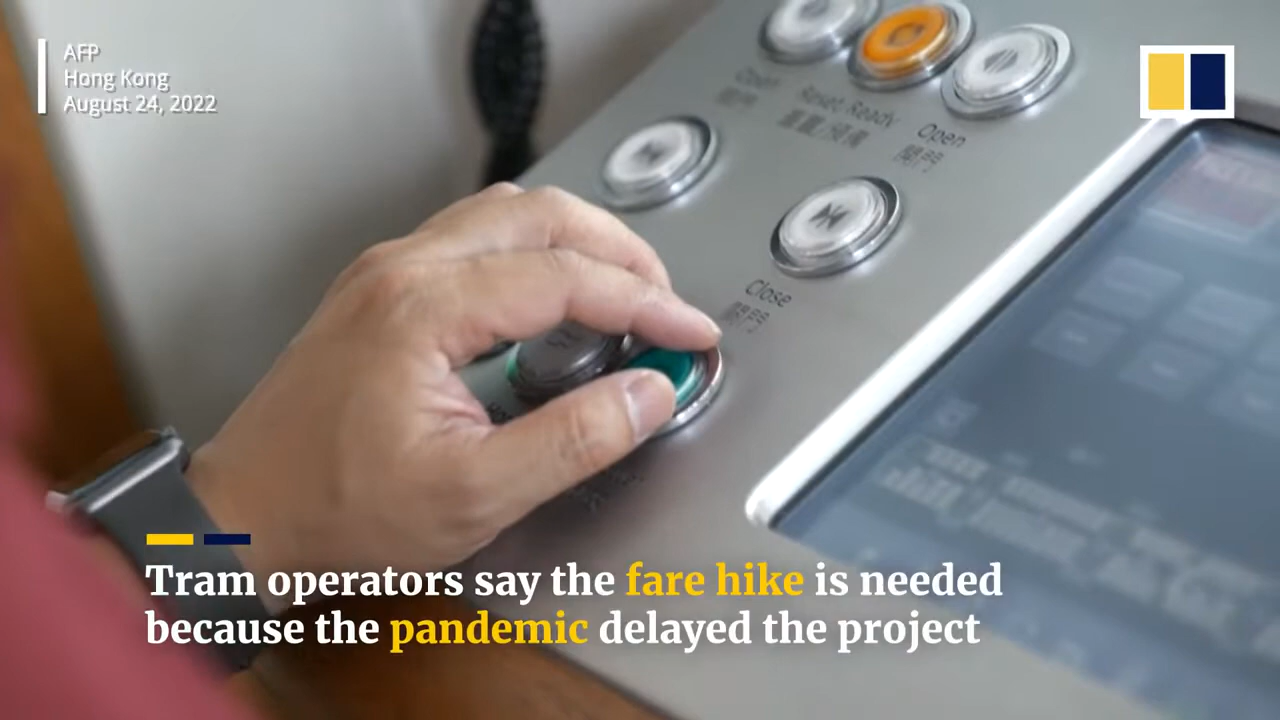 AFP
Hong Kong
August 24, 2022
Open
Reset Ready
Open
開門
Close
關門
Tram operators say the fare hike is needed
because the pandemic delayed the project